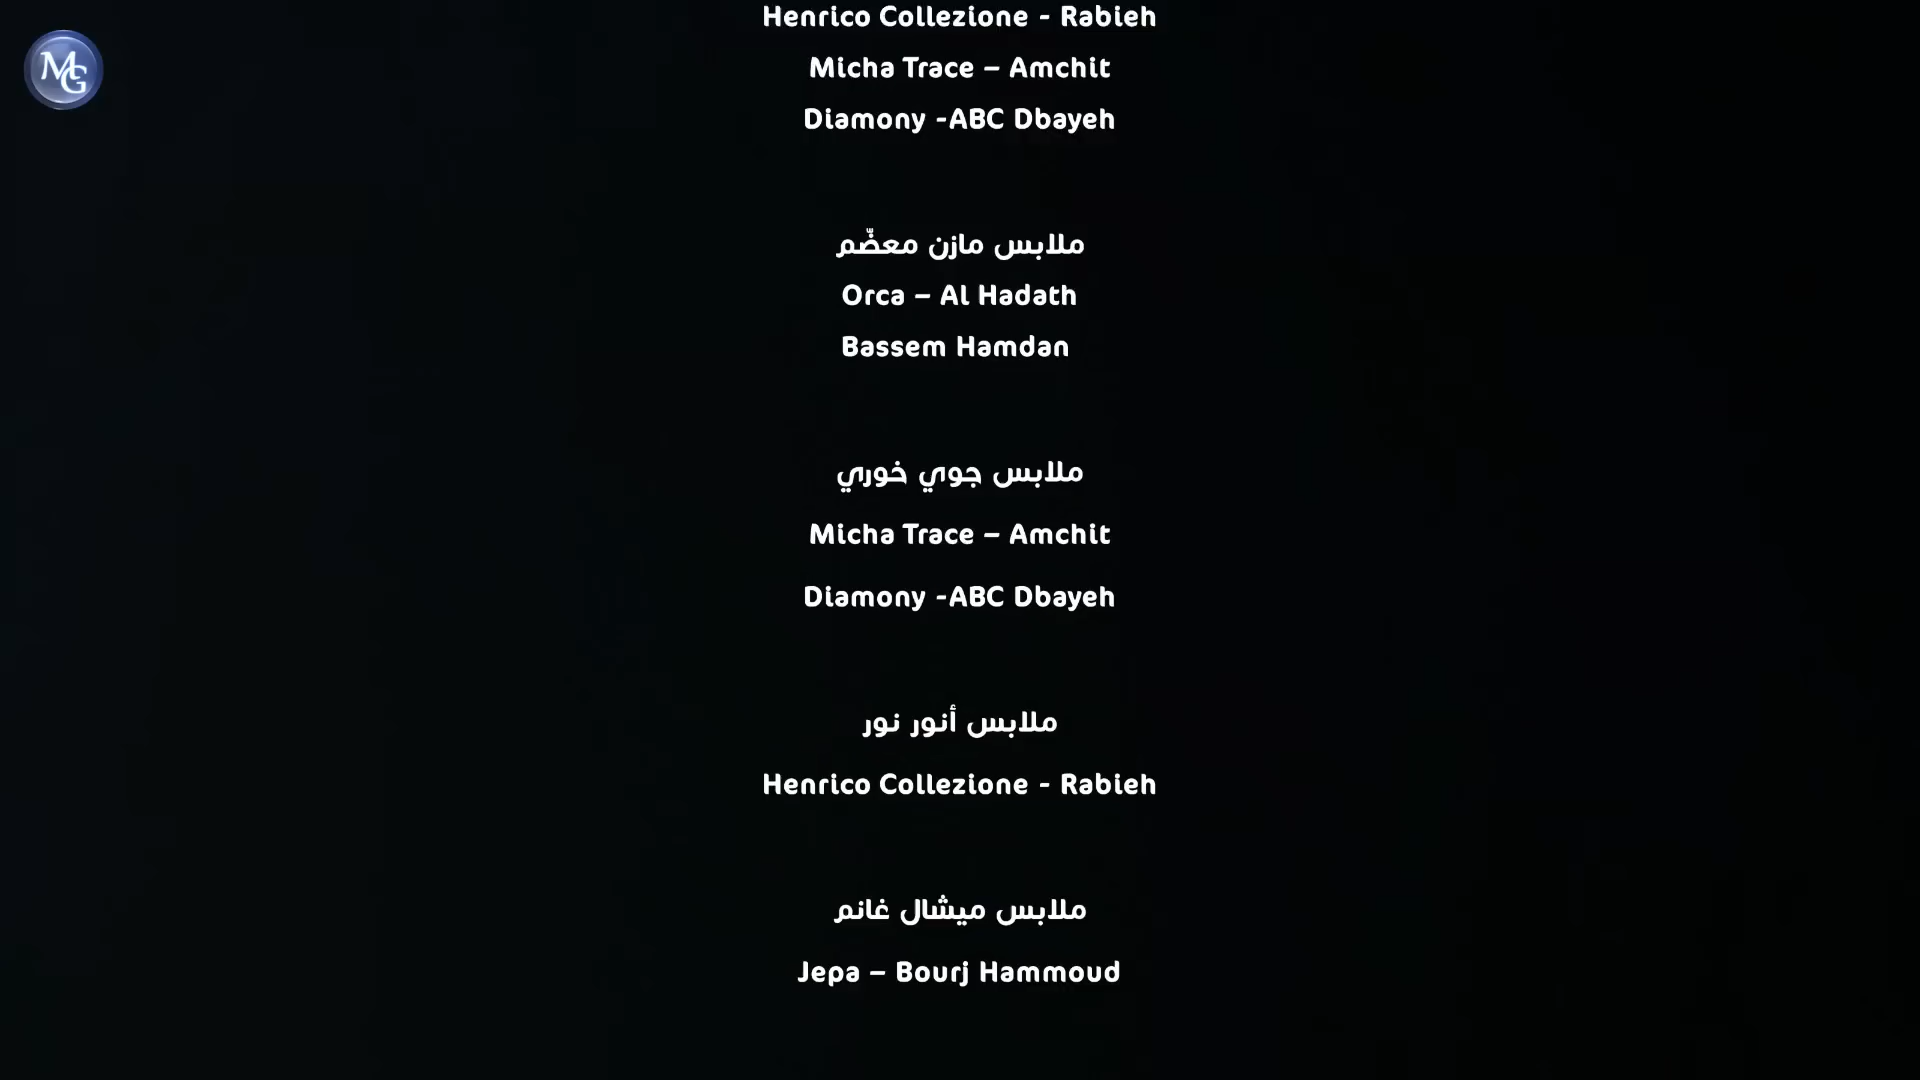 Henrico Collezione - Rabieh
MG
Micha Trace – Amchit
Diamony -ABC Dbayeh
ملابس مازن معضّم
Orca – Al Hadath
Bassem Hamdan
ملابس جوي خوري
Micha Trace – Amchit
Diamony -ABC Dbayeh
ملابس أنور نور
Henrico Collezione - Rabieh
ملابس ميشال غانم
Jepa – Bourj Hammoud